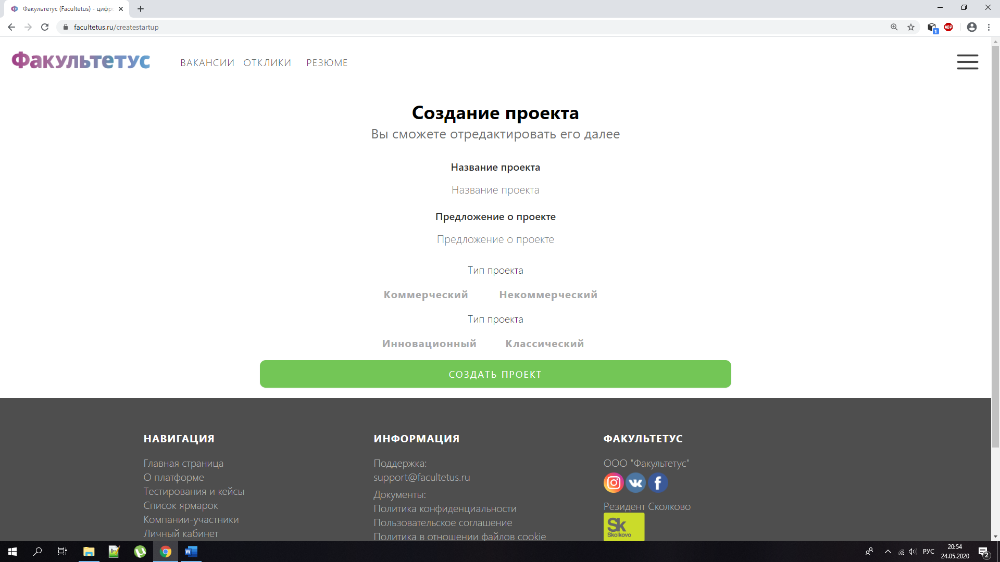 Факультетус (Facultetus) - цифр
facultetus.ru/createstartup
1
ABP
Факультетус
ВАКАНСИИ ОТКЛИКИ РЕЗЮМЕ
Создание проекта
Вы сможете отредактировать его далее
Название проекта
Название проекта
Предложение о проекте
Предложение о проекте
Тип проекта
Коммерческий Некоммерческий
Тип проекта
Инновационный Классический
СОЗДАТЬ ПРОЕКТ
НАВИГАЦИЯ
Главная страница
О платформе
Тестирования и кейсы
Список ярмарок
Компании-участники
Личный кабинет
ИНФОРМАЦИЯ
Поддержка:
support@facultetus.ru
Документы:
Политика конфиденциальности
Пользовательское соглашение
Политика в отношении файлов cookie
ФАКУЛЬТЕТУС
ООО "Факультетус"
Резидент Сколково
Sk
Skolkovo
РУС
20:54
24.05.2020
2